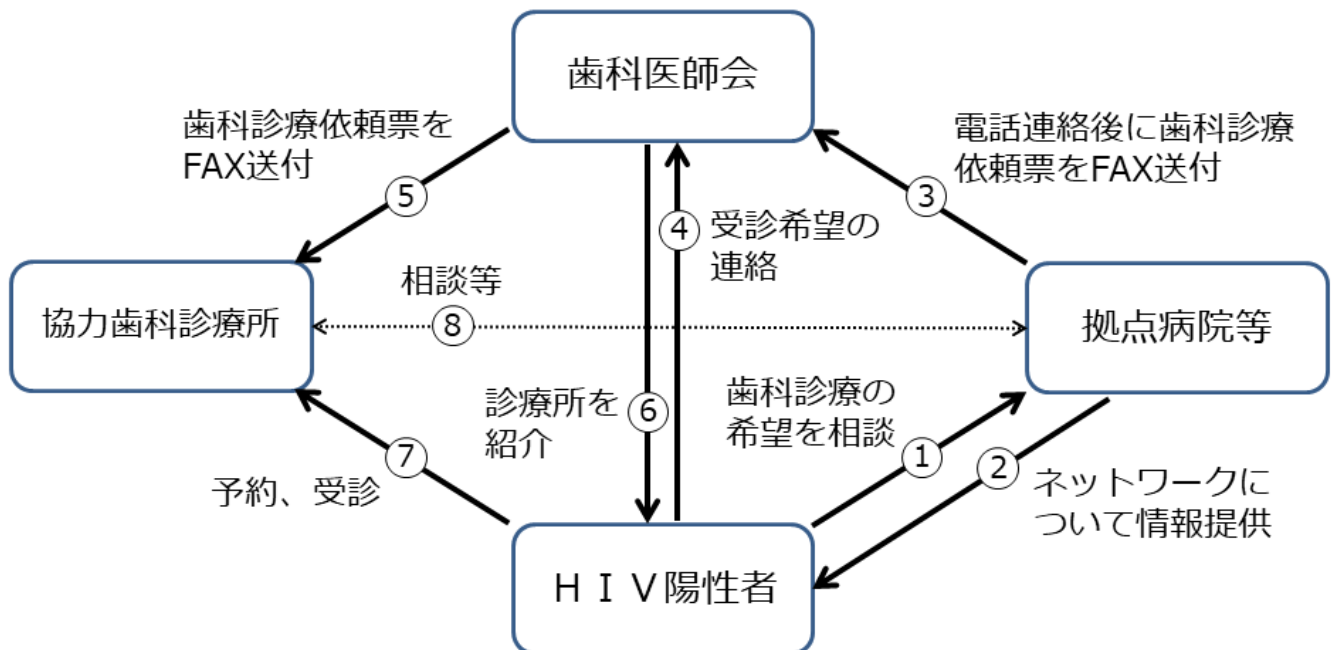 歯科医師会
歯科診療依頼票を
FAX送付
⑤
電話連絡後に歯科診療
依頼票をFAX送付
③
④
受診希望の
連絡
相談等
⑧
協力歯科診療所
拠点病院等
診療所を
紹介
⑥
歯科診療の
希望を相談
①
②
⑦
予約、受診
ネットワークに
ついて情報提供
ＨＩＶ陽性者